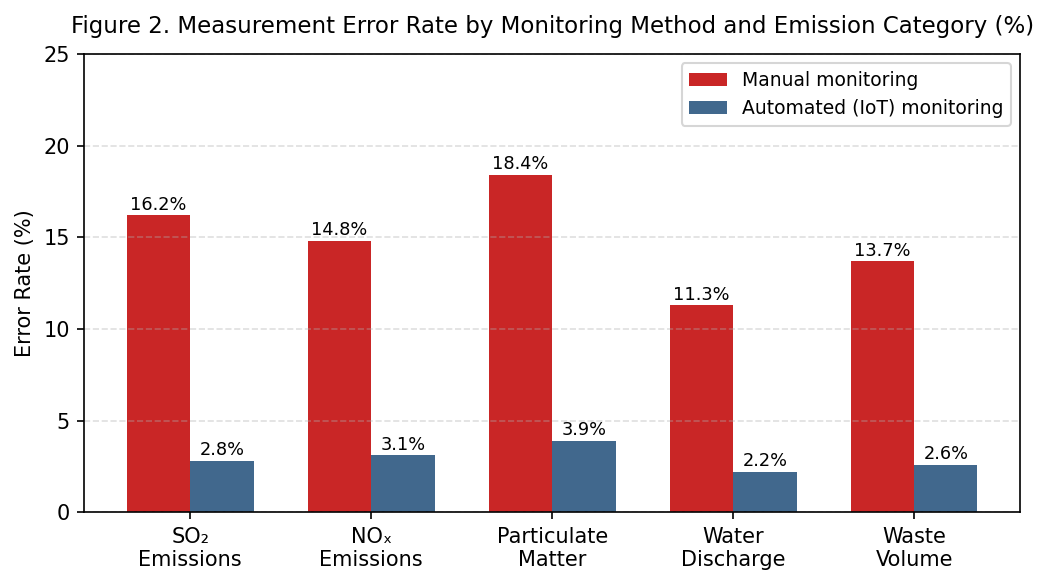 Figure 2. Measurement Error Rate by Monitoring Method and Emission Category (%)
Manual monitoring
Automated (IoT) monitoring
Error Rate (%)
25
20
15
10
5
0
16.2%
2.8%
14.8%
3.1%
18.4%
3.9%
11.3%
2.2%
13.7%
2.6%
SO₂
Emissions
NOₓ
Emissions
Particulate
Matter
Water
Discharge
Waste
Volume